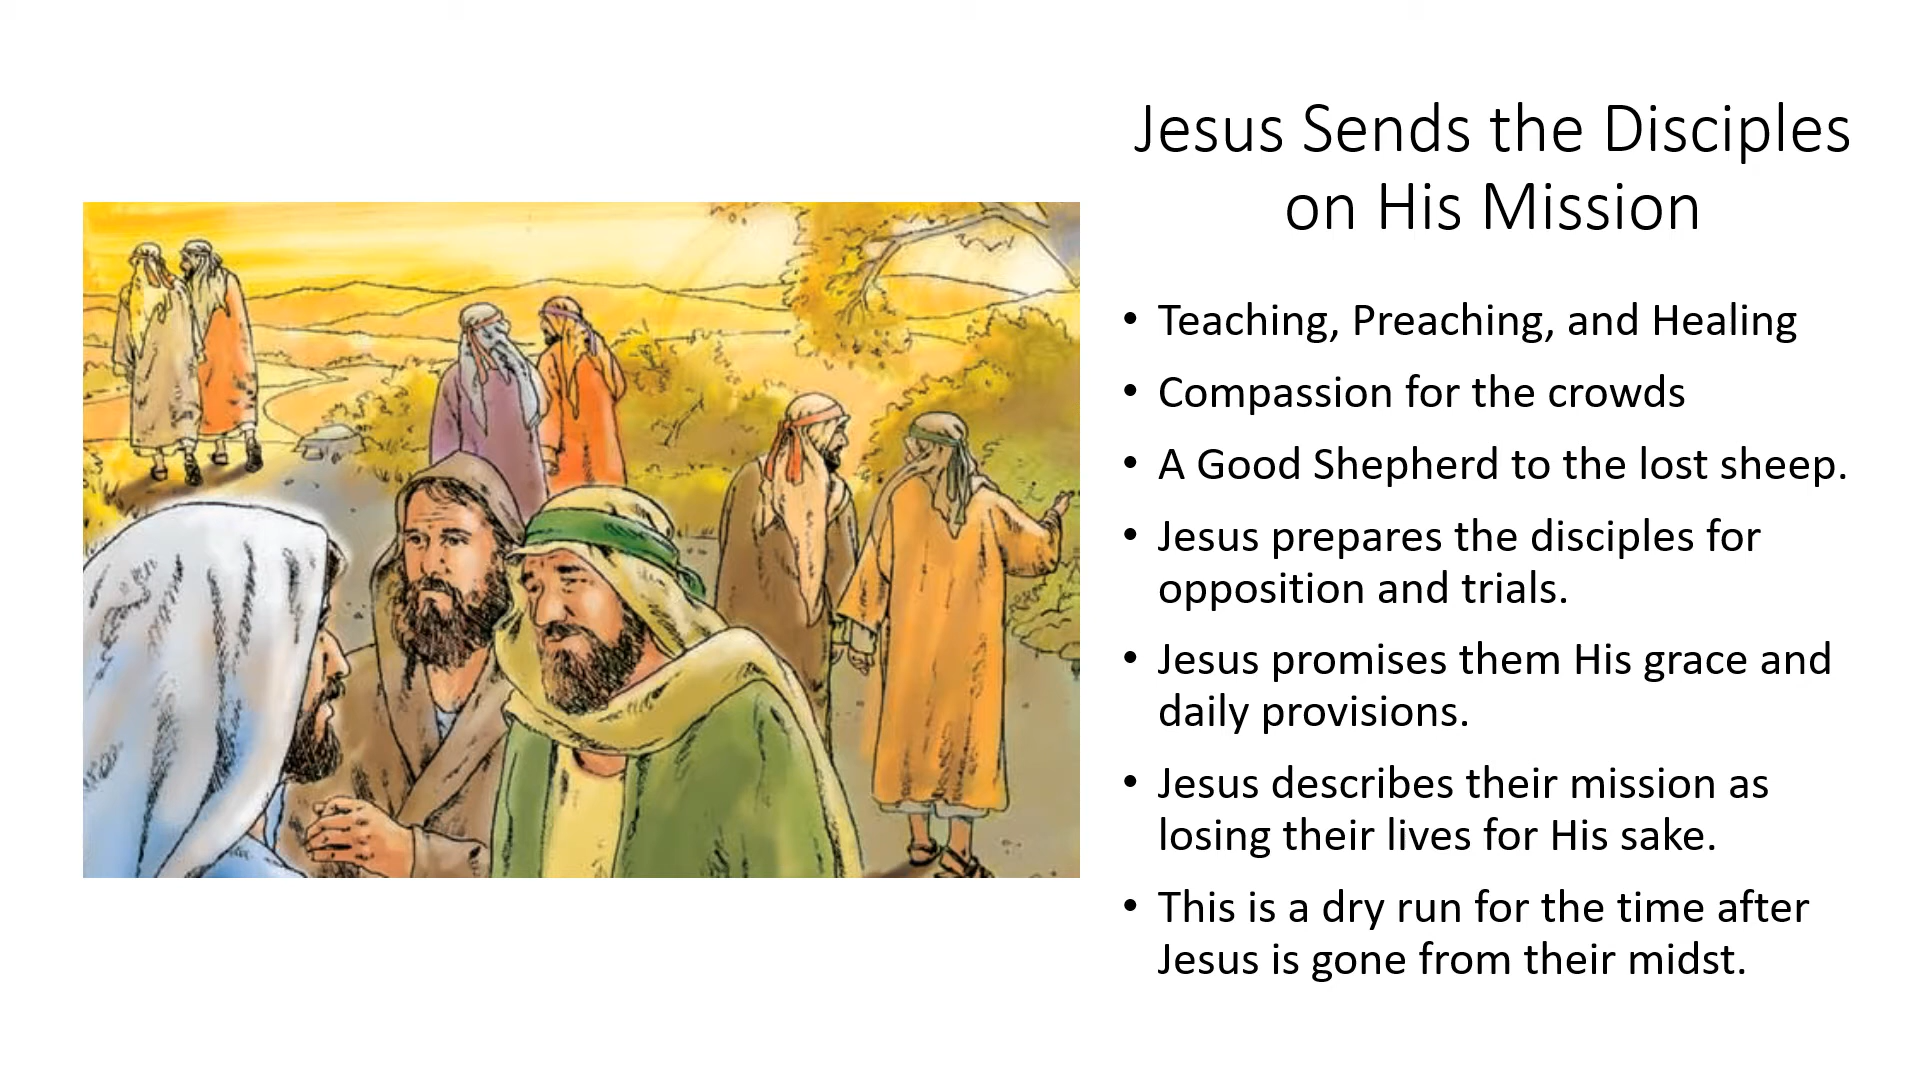 Jesus Sends the Disciples
on His Mission
• Teaching, Preaching, and Healing
• Compassion for the crowds
• A Good Shepherd to the lost sheep.
• Jesus prepares the disciples for
opposition and trials.
• Jesus promises them His grace and
daily provisions.
• Jesus describes their mission as
losing their lives for His sake.
• This is a dry run for the time after
Jesus is gone from their midst.